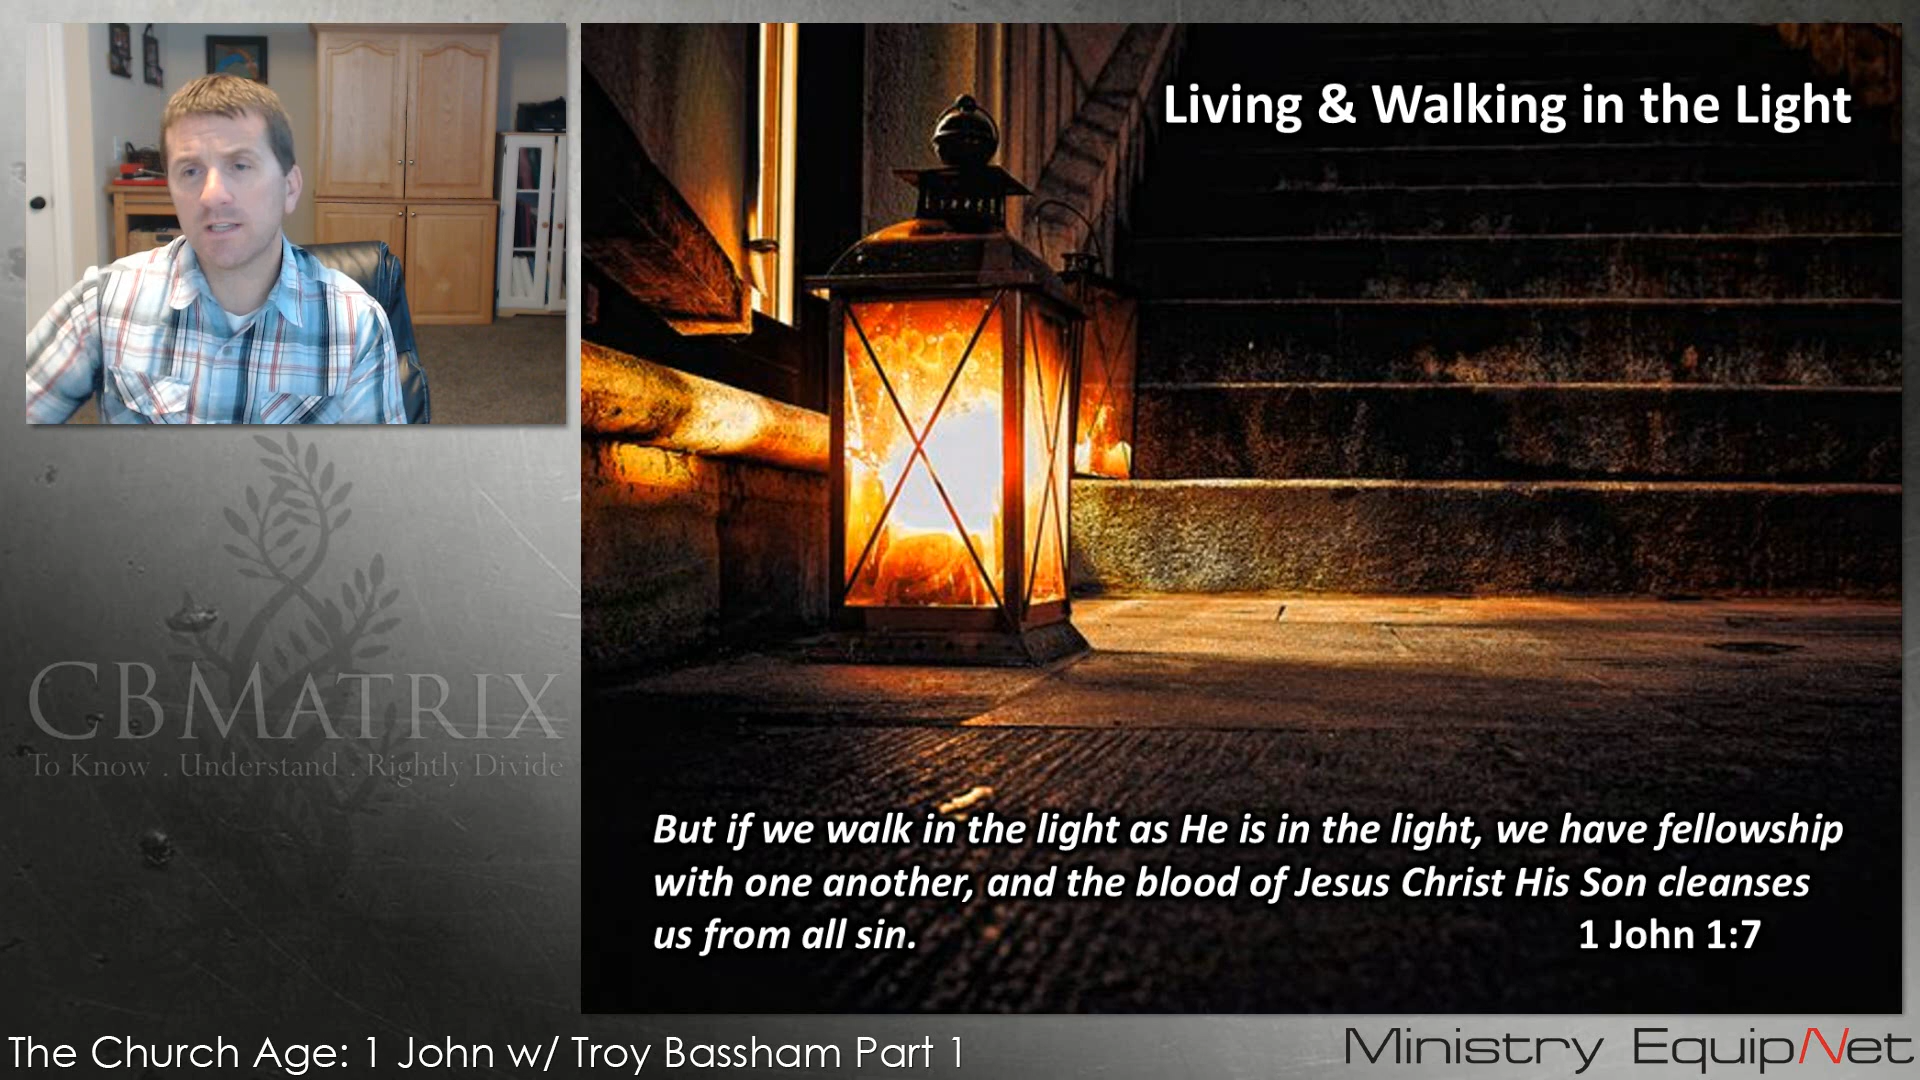 Living & Walking in the Light
CBMATRIX
To Know . Understand . Rightly Divide
But if we walk in the light as He is in the light, we have fellowship
with one another, and the blood of Jesus Christ His Son cleanses
us from all sin. 1 John 1:7
The Church Age: 1 John w/ Troy Bassham Part 1
Ministry EquipNet